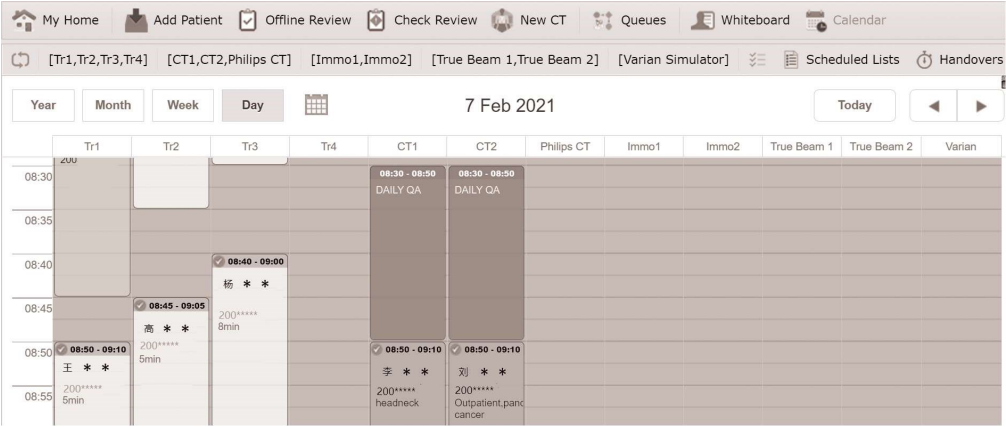 My Home Add Patient Offline Review Check Review New CT Queues Whiteboard Calendar
[Tr1,Tr2,Tr3,Tr4] [CT1,CT2,Philips CT] [Immo1,Immo2] [True Beam 1,True Beam 2] [Varian Simulator] Scheduled Lists Handovers
Year Month Week Day 7 Feb 2021 Today
Tr1 Tr2 Tr3 Tr4 CT1 CT2 Philips CT Immo1 Immo2 True Beam 1 True Beam 2 Varian
200
08:30 08:30 - 08:50 08:30 - 08:50
DAILY QA DAILY QA
08:35
08:40 08:40 - 09:00
杨 * *
08:45 08:45 - 09:05 200*****
高 * * 8min
200*****
5min
08:50 08:50 - 09:10 08:50 - 09:10 08:50 - 09:10
王 * * 李 * * 刘 * *
200***** 200***** 200*****
08:55 5min headneck Outpatient,panc
cancer